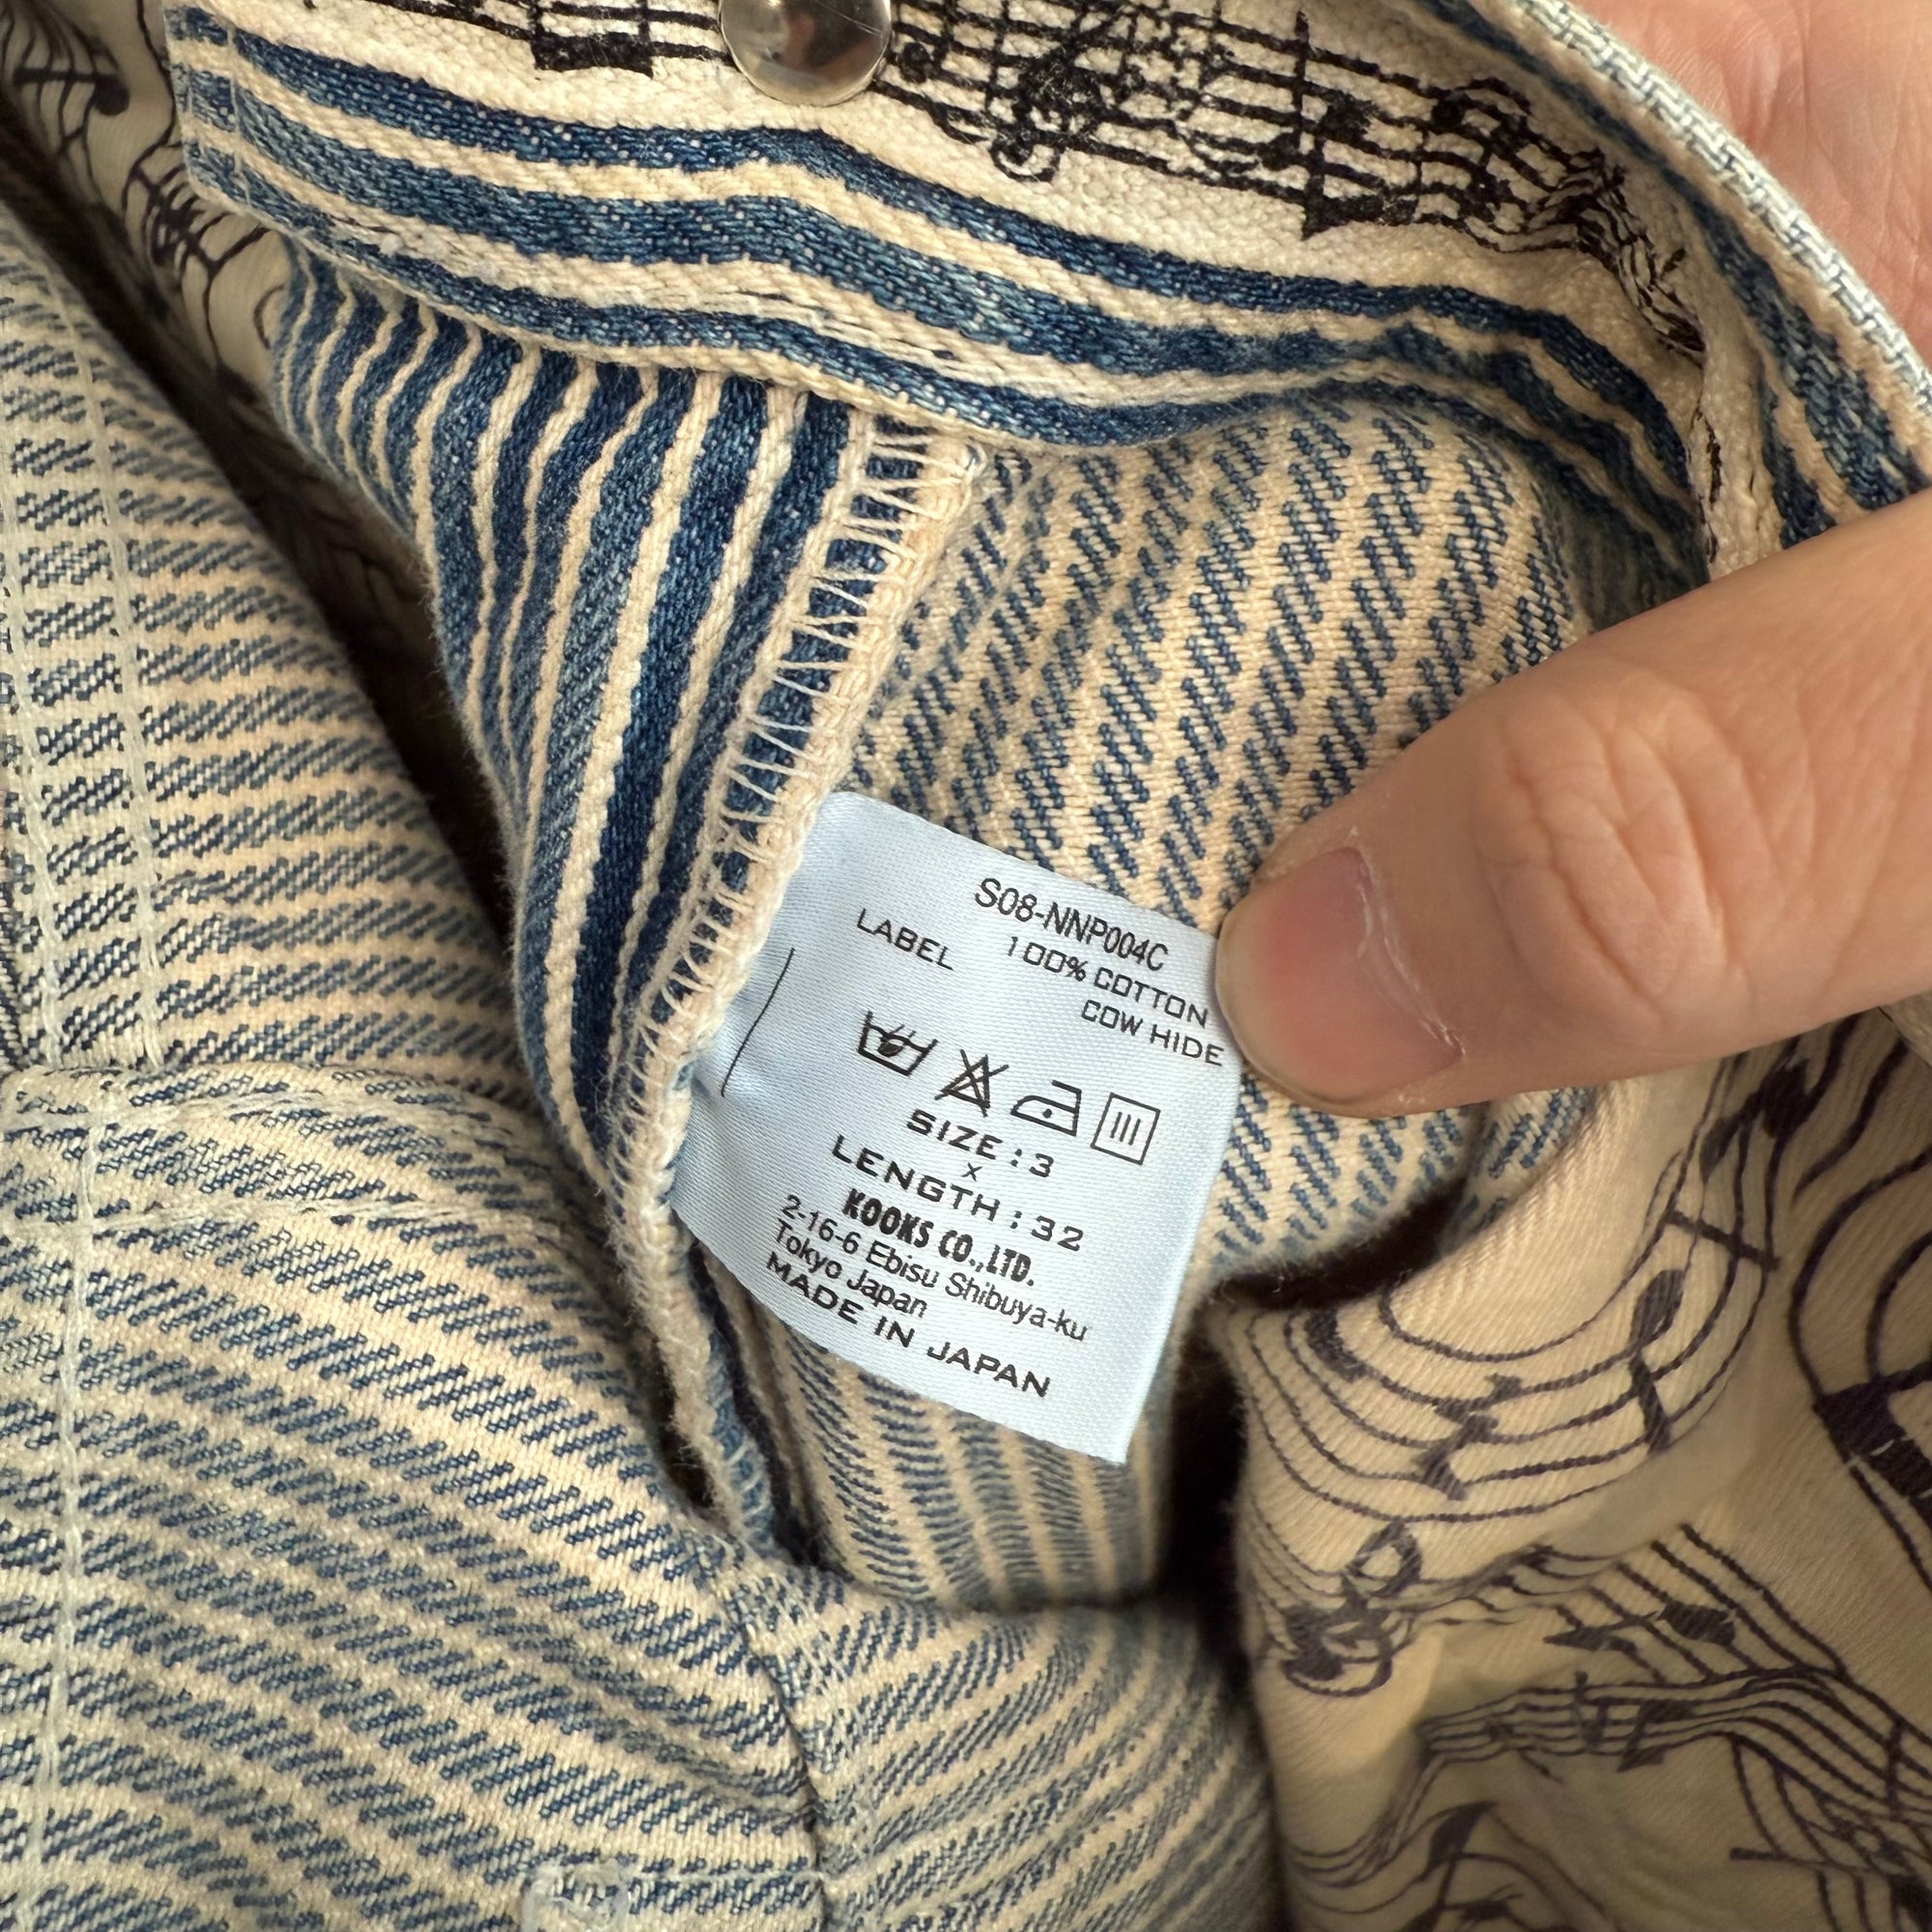 S08-NNP004C
100% COTTON
LABEL COW HIDE
SIZE : 3
x
LENGTH : 32
KOOKS CO.,LTD.
2-16-6 Ebisu Shibuya-ku
Tokyo Japan
MADE IN JAPAN